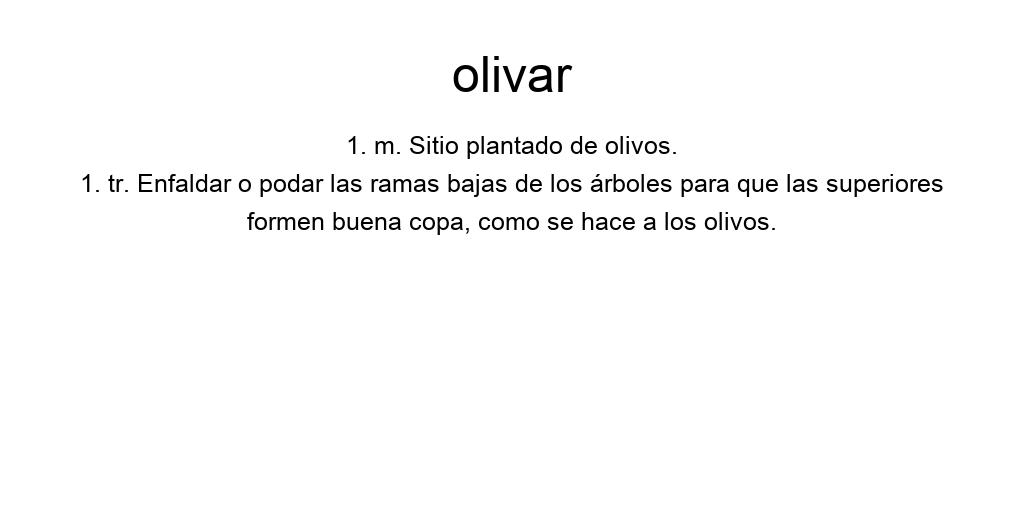 olivar
1. m. Sitio plantado de olivos.
1. tr. Enfaldar o podar las ramas bajas de los árboles para que las superiores
formen buena copa, como se hace a los olivos.